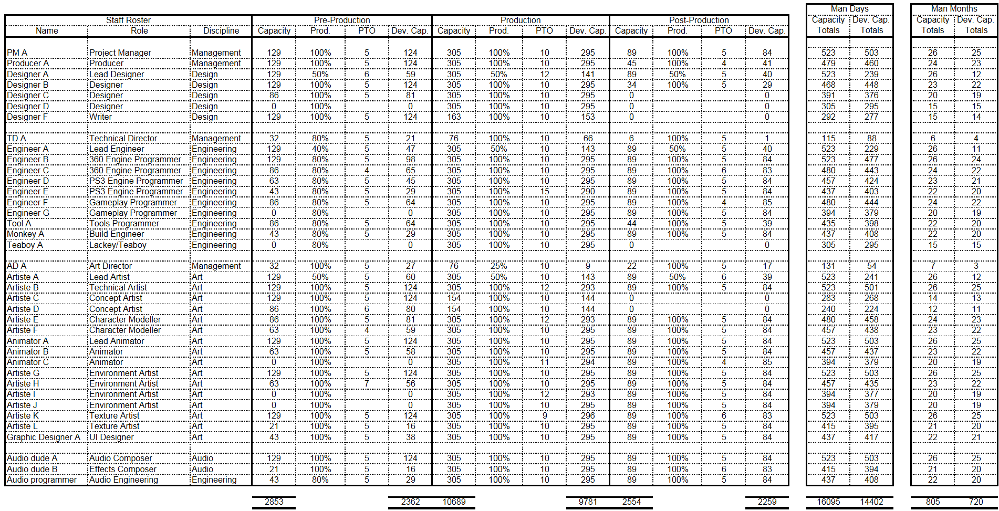 Man Days Man Months
Staff Roster Pre-Production Production Post-Production Capacity Dev. Cap. Capacity Dev. Cap.
Name Role Discipline Capacity Prod. PTO Dev. Cap. Capacity Prod. PTO Dev. Cap. Capacity Prod. PTO Dev. Cap. Totals Totals Totals Totals
PM A Project Manager Management 129 100% 5 124 305 100% 10 295 89 100% 5 84 523 503 26 25
Producer A Producer Management 129 100% 5 124 305 100% 10 295 45 100% 4 41 479 460 24 23
Designer A Lead Designer Design 129 50% 6 59 305 50% 12 141 89 50% 5 40 523 239 26 12
Designer B Designer Design 129 100% 5 124 305 100% 10 295 34 100% 5 29 468 448 23 22
Designer C Designer Design 86 100% 5 81 305 100% 10 295 0 0 391 376 20 19
Designer D Designer Design 0 100% 0 305 100% 10 295 0 0 305 295 15 15
Designer F Writer Design 129 100% 5 124 163 100% 10 153 0 0 292 277 15 14
TD A Technical Director Management 32 80% 5 21 76 100% 10 66 6 100% 5 1 115 88 6 4
Engineer A Lead Engineer Engineering 129 40% 5 47 305 50% 10 143 89 50% 5 40 523 229 26 11
Engineer B 360 Engine Programmer Engineering 129 80% 5 98 305 100% 10 295 89 100% 5 84 523 477 26 24
Engineer C 360 Engine Programmer Engineering 86 80% 4 65 305 100% 10 295 89 100% 6 83 480 443 24 22
Engineer D PS3 Engine Programmer Engineering 63 80% 5 45 305 100% 10 295 89 100% 5 84 457 424 23 21
Engineer E PS3 Engine Programmer Engineering 43 80% 5 29 305 100% 15 290 89 100% 5 84 437 403 22 20
Engineer F Gameplay Programmer Engineering 86 80% 5 64 305 100% 10 295 89 100% 4 85 480 444 24 22
Engineer G Gameplay Programmer Engineering 0 80% 0 305 100% 10 295 89 100% 5 84 394 379 20 19
Tool A Tools Programmer Engineering 86 80% 5 64 305 100% 10 295 44 100% 5 39 435 398 22 20
Monkey A Build Engineer Engineering 43 80% 5 29 305 100% 10 295 89 100% 5 84 437 408 22 20
Teaboy A Lackey/Teaboy Engineering 0 80% 0 305 100% 10 295 0 0 305 295 15 15
AD A Art Director Management 32 100% 5 27 76 25% 10 9 22 100% 5 17 131 54 7 3
Artiste A Lead Artist Art 129 50% 5 60 305 50% 10 143 89 50% 6 39 523 241 26 12
Artiste B Technical Artist Art 129 100% 5 124 305 100% 12 293 89 100% 5 84 523 501 26 25
Artiste C Concept Artist Art 129 100% 5 124 154 100% 10 144 0 0 283 268 14 13
Artiste D Concept Artist Art 86 100% 6 80 154 100% 10 144 0 0 240 224 12 11
Artiste E Character Modeller Art 86 100% 5 81 305 100% 12 293 89 100% 5 84 480 458 24 23
Artiste F Character Modeller Art 63 100% 4 59 305 100% 10 295 89 100% 5 84 457 438 23 22
Animator A Lead Animator Art 129 100% 5 124 305 100% 10 295 89 100% 5 84 523 503 26 25
Animator B Animator Art 63 100% 5 58 305 100% 10 295 89 100% 5 84 457 437 23 22
Animator C Animator Art 0 100% 0 305 100% 11 294 89 100% 4 85 394 379 20 19
Artiste G Environment Artist Art 129 100% 5 124 305 100% 10 295 89 100% 5 84 523 503 26 25
Artiste H Environment Artist Art 63 100% 7 56 305 100% 10 295 89 100% 5 84 457 435 23 22
Artiste I Environment Artist Art 0 100% 0 305 100% 12 293 89 100% 5 84 394 377 20 19
Artiste J Environment Artist Art 0 100% 0 305 100% 10 295 89 100% 5 84 394 379 20 19
Artiste K Texture Artist Art 129 100% 5 124 305 100% 9 296 89 100% 6 83 523 503 26 25
Artiste L Texture Artist Art 21 100% 5 16 305 100% 10 295 89 100% 5 84 415 395 21 20
Graphic Designer A UI Designer Art 43 100% 5 38 305 100% 10 295 89 100% 5 84 437 417 22 21
Audio dude A Audio Composer Audio 129 100% 5 124 305 100% 10 295 89 100% 5 84 523 503 26 25
Audio dude B Effects Composer Audio 21 100% 5 16 305 100% 10 295 89 100% 6 83 415 394 21 20
Audio programmer Audio Engineering Engineering 43 80% 5 29 305 100% 10 295 89 100% 5 84 437 408 22 20
2853 2362 10689 9781 2554 2259 16095 14402 805 720